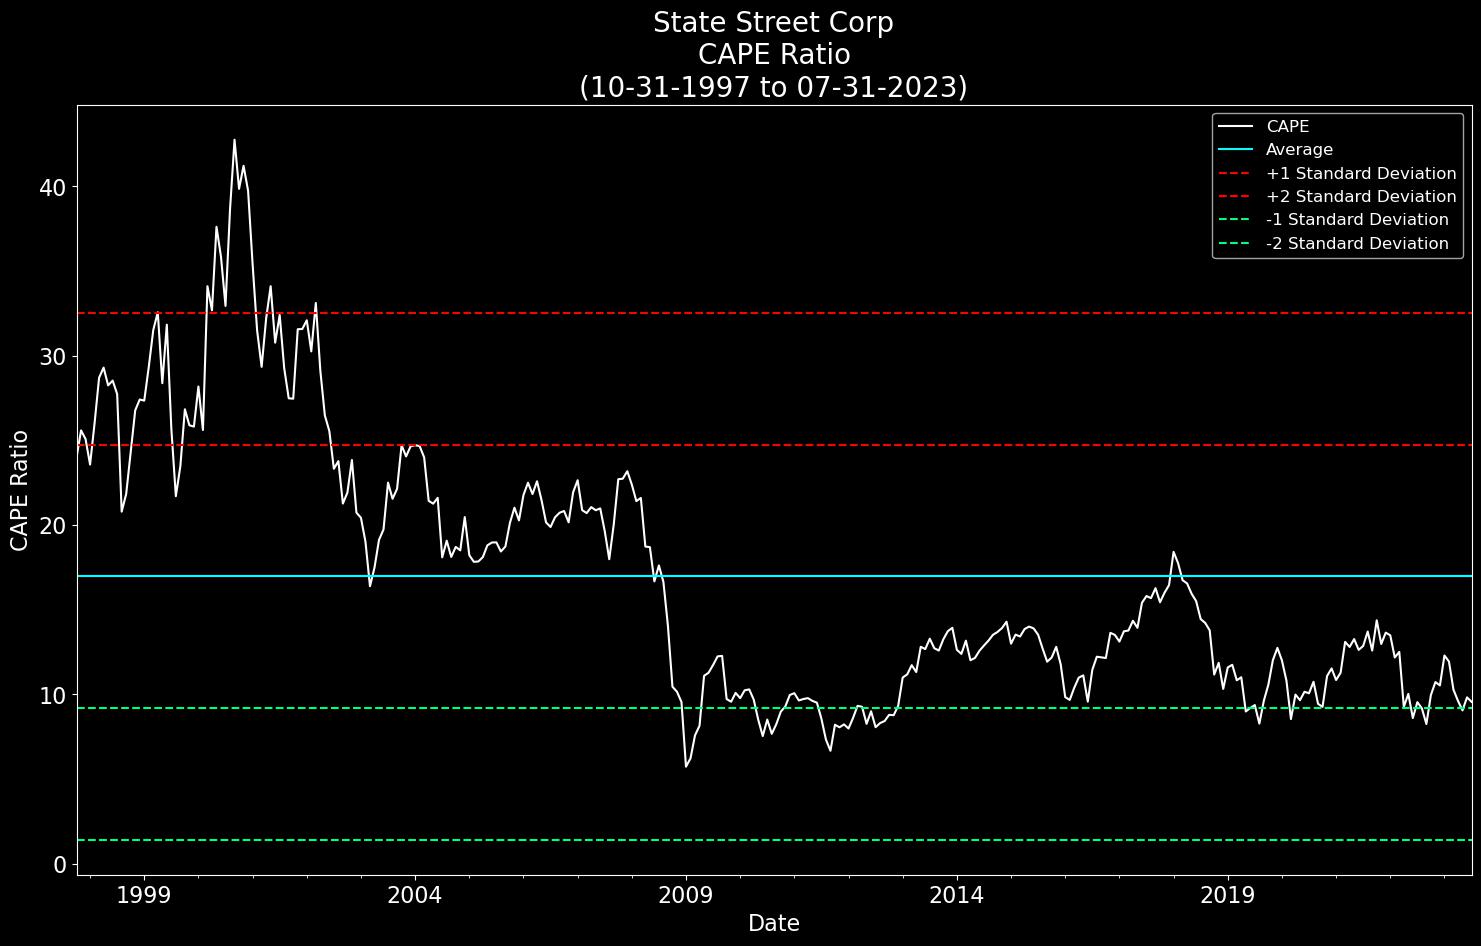 State Street Corp
CAPE Ratio
(10-31-1997 to 07-31-2023)
CAPE
Average
+1 Standard Deviation
+2 Standard Deviation
-1 Standard Deviation
-2 Standard Deviation
CAPE Ratio
40
30
20
10
0
1999
2004
2009
2014
2019
Date